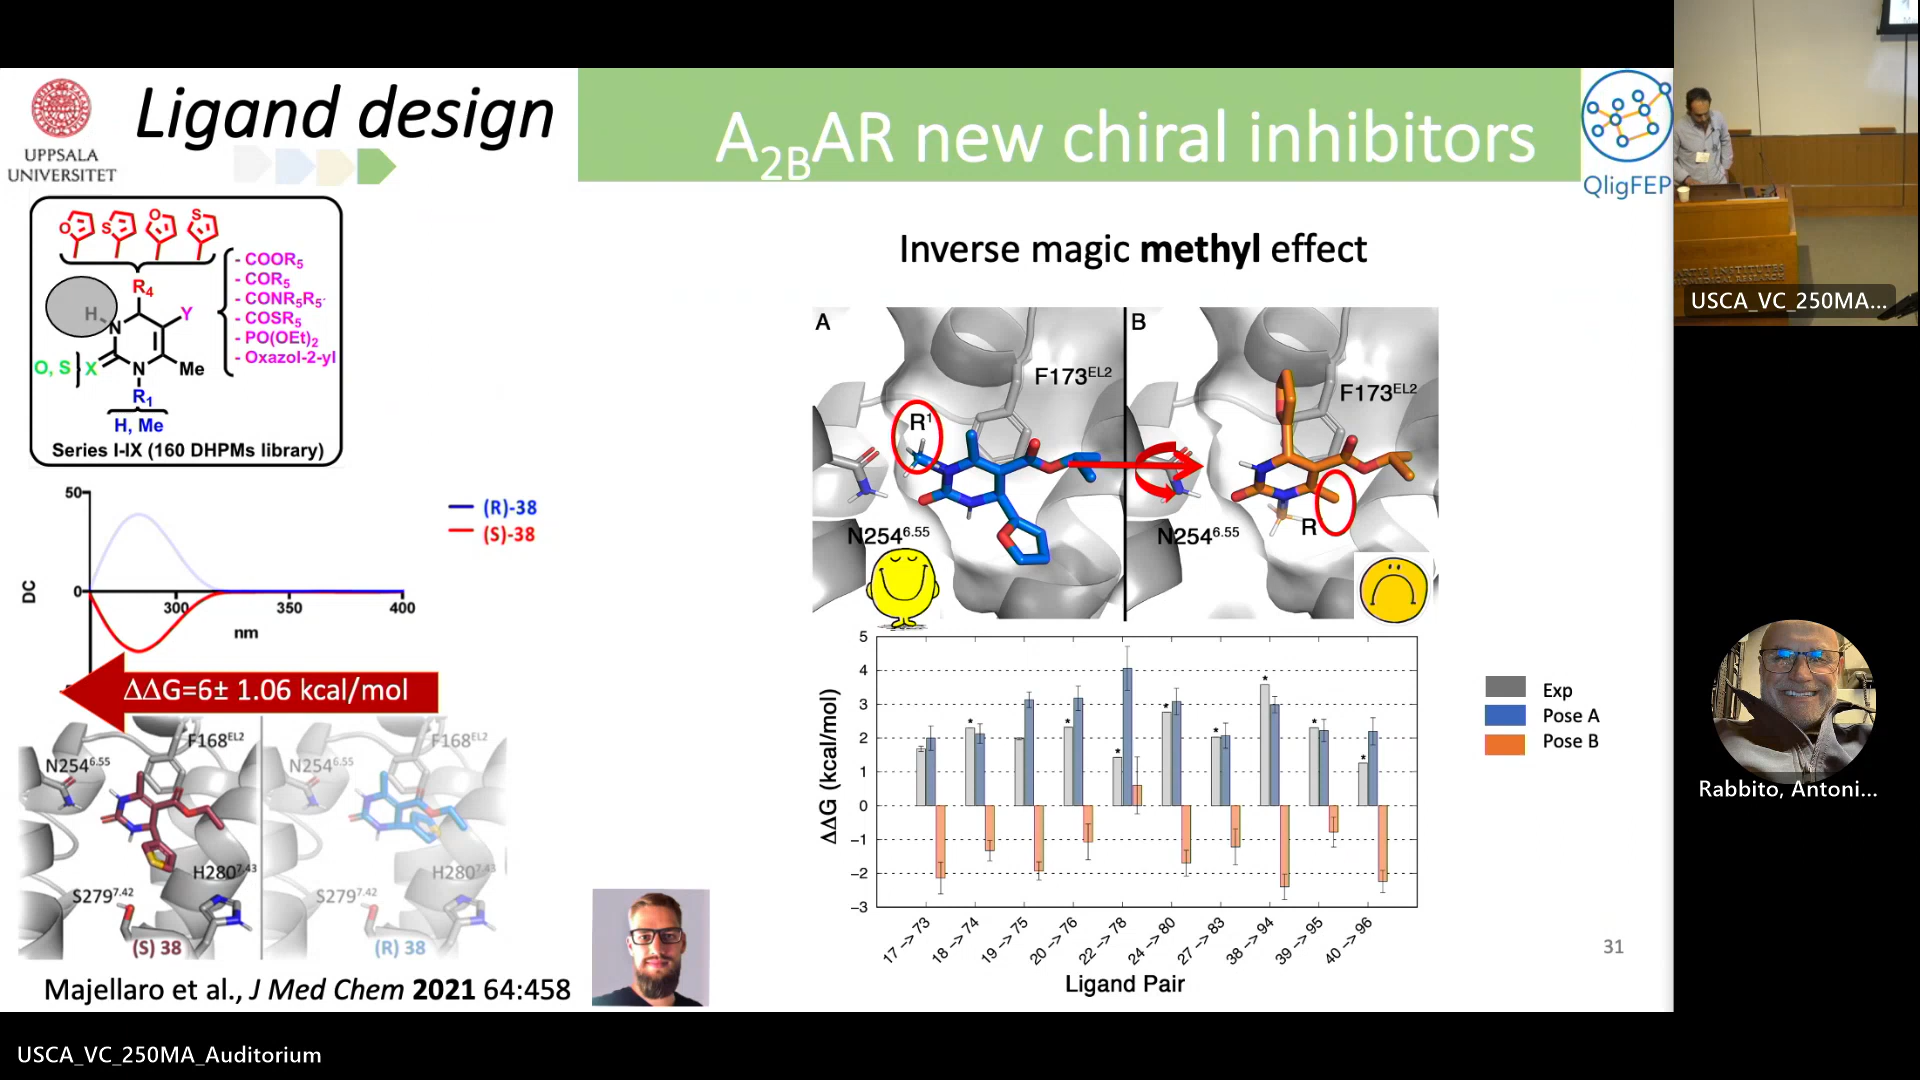 Ligand design
UPPSALA
UNIVERSITET
A2BAR new chiral inhibitors
QligFEP
O
S
O
S
R4
H
N
Y
O, S
X
N
Me
R1
H, Me
- COOR5
- COR5
- CONR5R5'
- COSR5
- PO(OEt)2
- Oxazol-2-yl
Series I-IX (160 DHPMs library)
50
0
DC
300
350
400
nm
(R)-38
(S)-38
ΔΔG=6± 1.06 kcal/mol
F168EL2
N2546.55
H2807.43
S2797.42
(S) 38
F168EL2
N2546.55
H2807.43
S2797.42
(R) 38
Majellaro et al., J Med Chem 2021 64:458
Inverse magic methyl effect
A
F173EL2
R1
N2546.55
B
F173EL2
N2546.55
R
5
4
3
2
1
0
−1
−2
−3
ΔΔG (kcal/mol)
17 -> 73
18 -> 74
19 -> 75
20 -> 76
22 -> 78
24 -> 80
27 -> 83
38 -> 94
39 -> 95
40 -> 96
Ligand Pair
Exp
Pose A
Pose B
31
USCA_VC_250MA...
Rabbito, Antoni...
USCA_VC_250MA_Auditorium